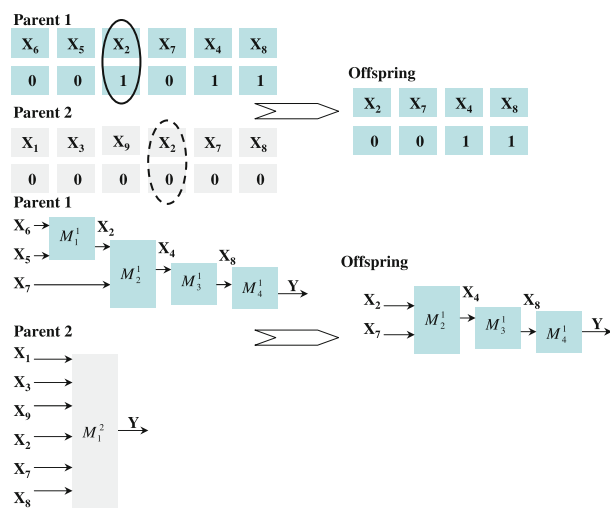 Parent 1
X₆ X₅ X₂ X₇ X₄ X₈
0 0 1 0 1 1
Parent 2
X₁ X₃ X₉ X₂ X₇ X₈
0 0 0 0 0 0
Offspring
X₂ X₇ X₄ X₈
0 0 1 1
Parent 1
X₆
X₅
X₇
M₁¹
X₂
M₂¹
X₄
M₃¹
X₈
M₄¹
Y
Offspring
X₂
X₇
M₂¹
X₄
M₃¹
X₈
M₄¹
Y
Parent 2
X₁
X₃
X₉
X₂
X₇
X₈
M₁²
Y